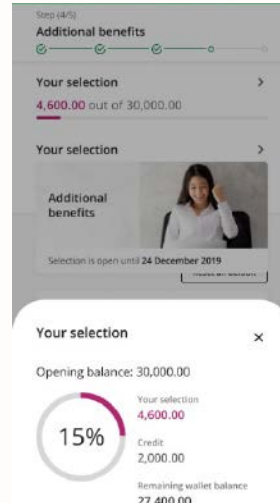 Step (4/5)
Additional benefits
Your selection
4,600.00 out of 30,000.00
Your selection
Additional
benefits
Selection is open until 24 December 2019
Your selection
Opening balance: 30,000.00
15%
Your selection
4,600.00
Credit
2,000.00
Remaining wallet balance
27,400.00